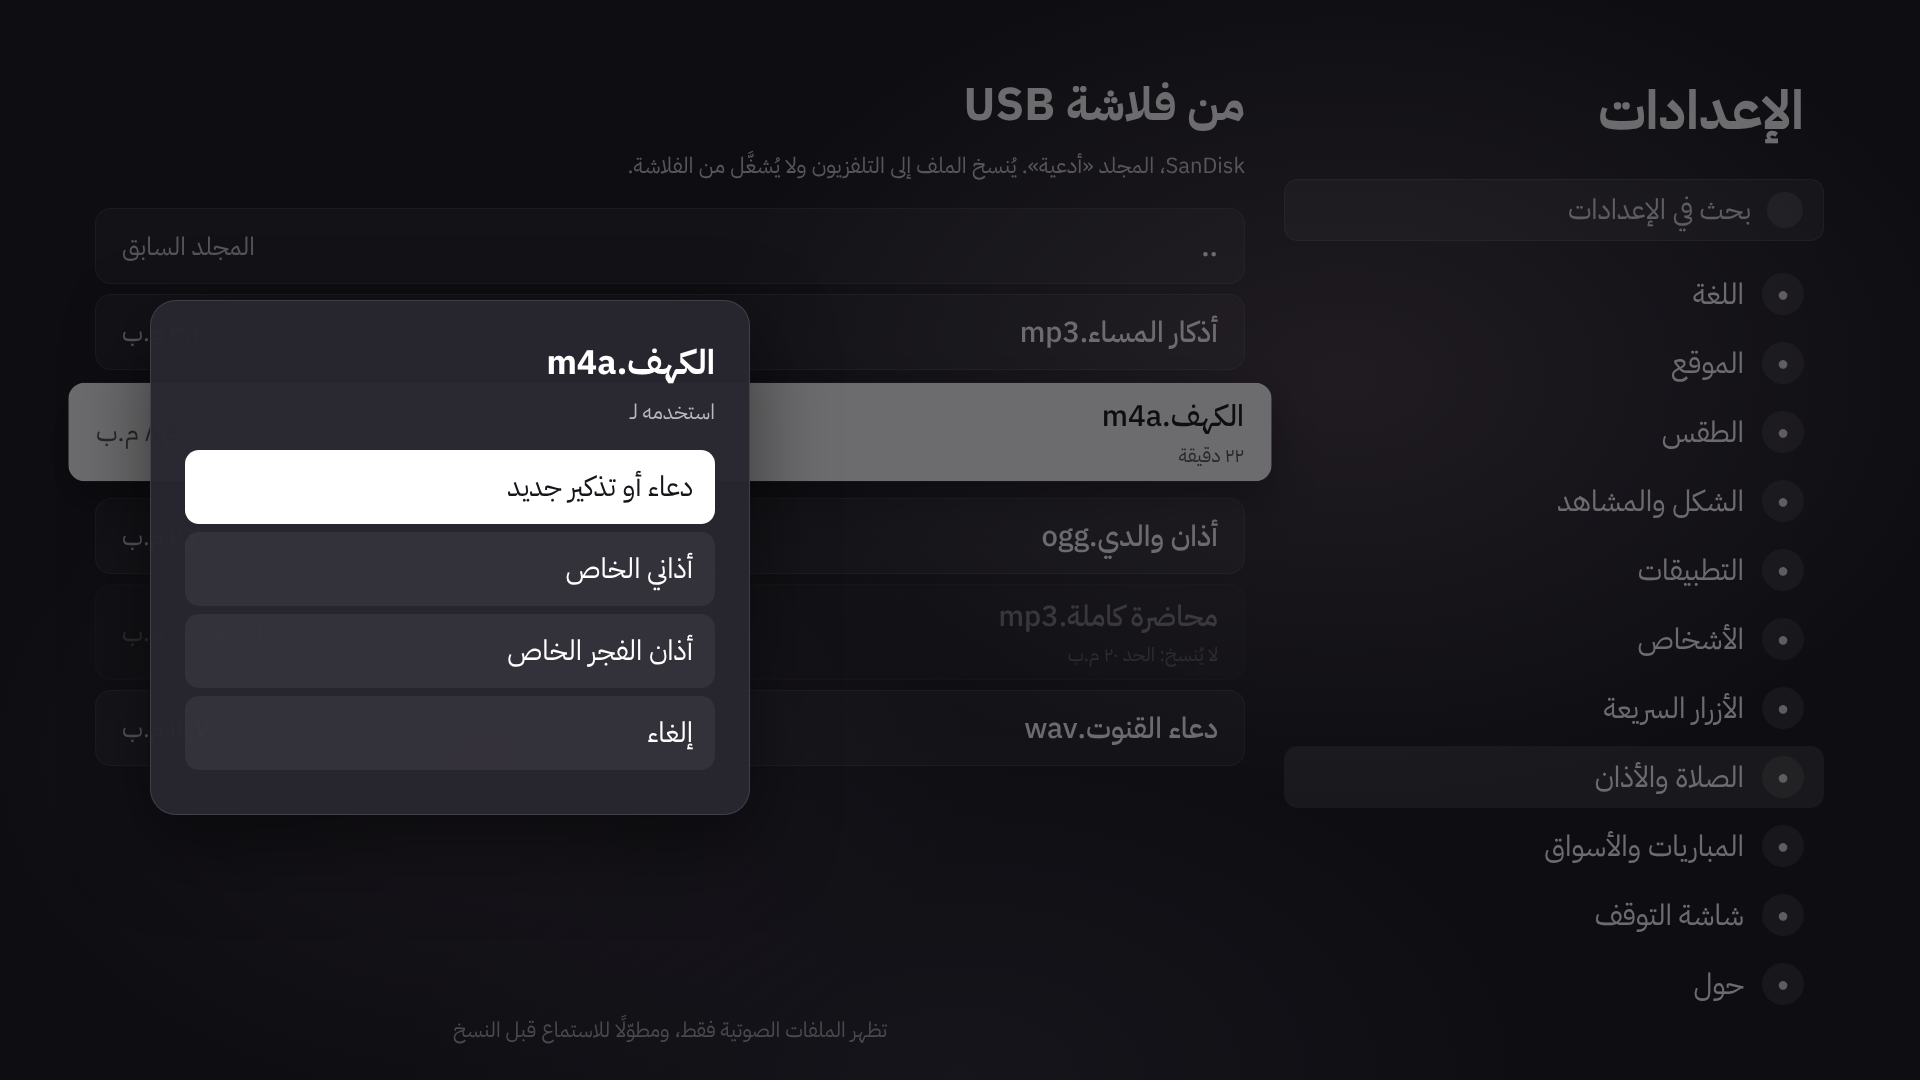 الإعدادات
بحث في الإعدادات
اللغة
الموقع
الطقس
الشكل والمشاهد
التطبيقات
الأشخاص
الأزرار السريعة
الصلاة والأذان
المباريات والأسواق
شاشة التوقف
حول
من فلاشة USB
SanDisk، المجلد «أدعية». يُنسخ الملف إلى التلفزيون ولا يُشغَّل من الفلاشة.
.. المجلد السابق
أذكار المساء.mp3
الكهف.m4a م.ب
٢٢ دقيقة
أذان والدي.ogg
محاضرة كاملة.mp3
لا يُنسخ: الحد ٢٠ م.ب
دعاء القنوت.wav
الكهف.m4a
استخدمه لـ
دعاء أو تذكير جديد
أذاني الخاص
أذان الفجر الخاص
إلغاء
تظهر الملفات الصوتية فقط، ومطوّلًا للاستماع قبل النسخ